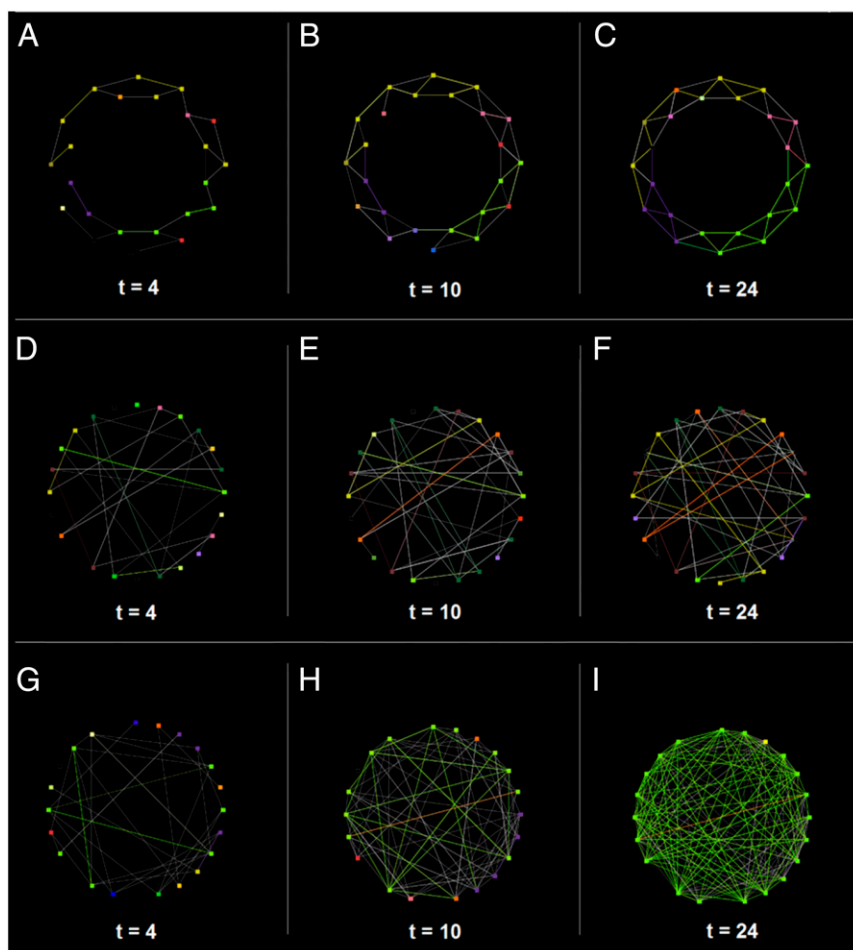 A B C
t = 4 t = 10 t = 24
D E F
t = 4 t = 10 t = 24
G H I
t = 4 t = 10 t = 24